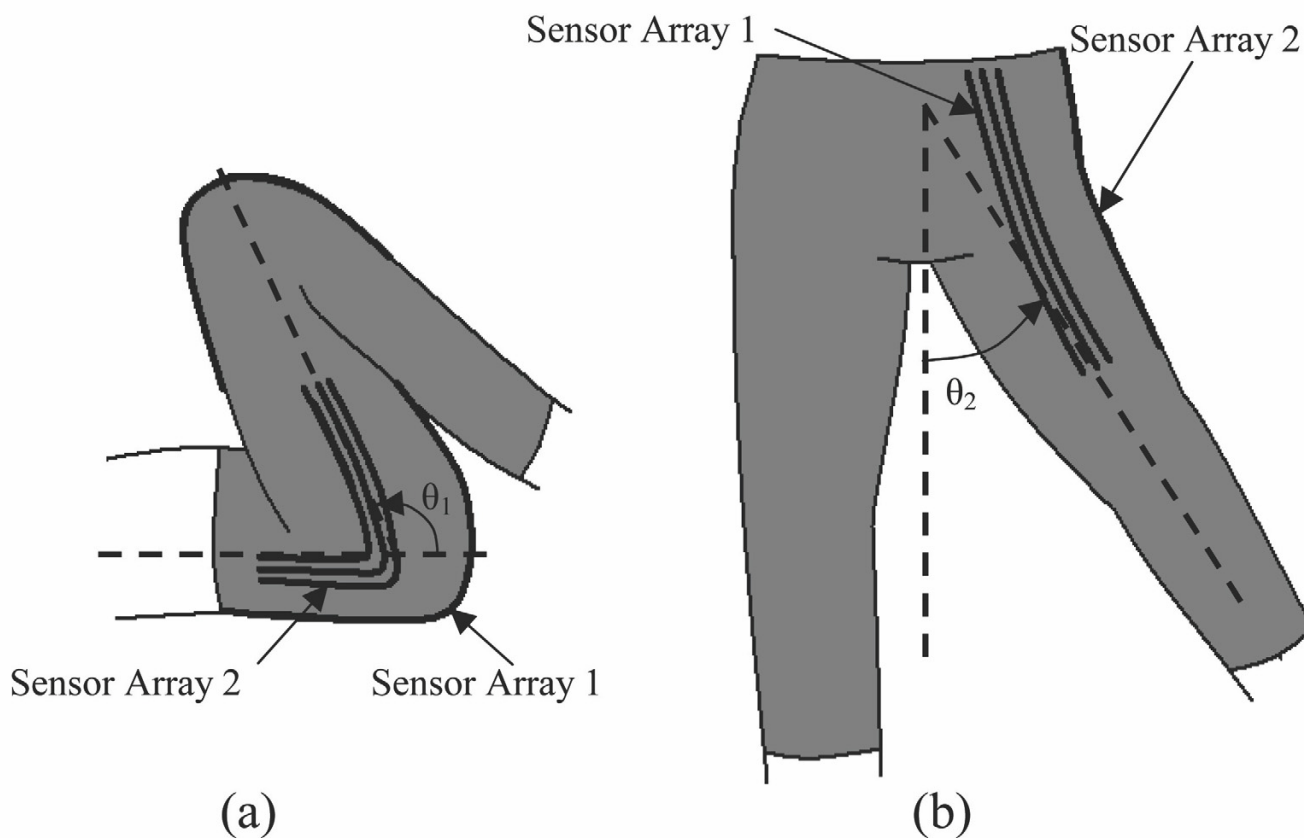 Sensor Array 1
Sensor Array 2
θ1
θ2
Sensor Array 2
Sensor Array 1
(a)
(b)